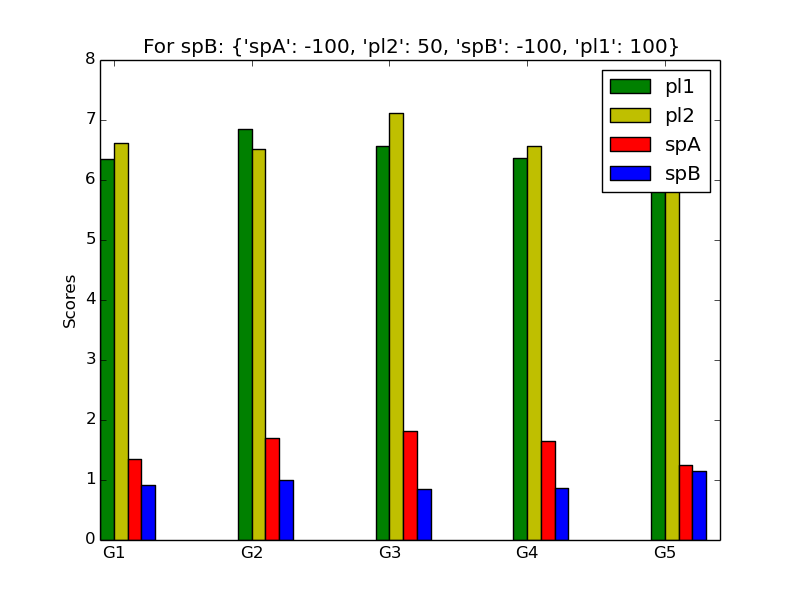 For spB: {'spA': -100, 'pl2': 50, 'spB': -100, 'pl1': 100}
8
7
6
5
4
3
2
1
0
Scores
pl1
pl2
spA
spB
G1 G2 G3 G4 G5